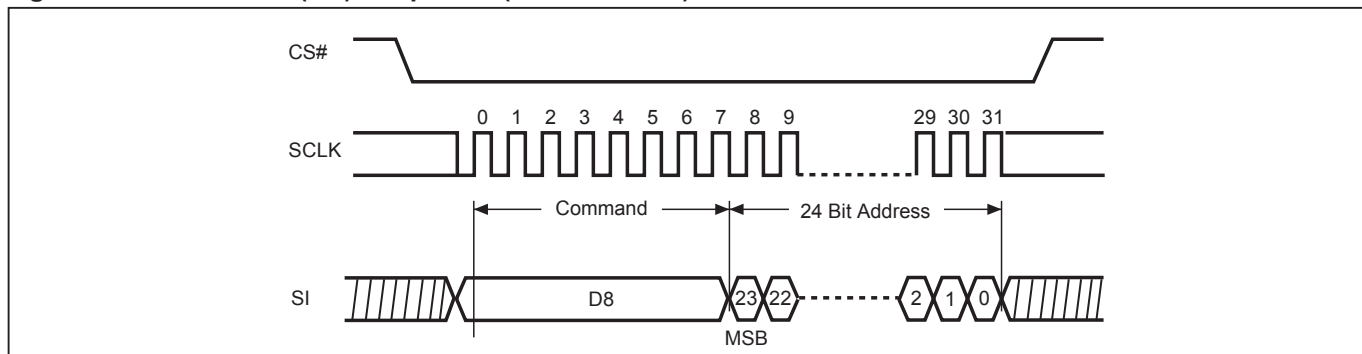 CS#
0 1 2 3 4 5 6 7 8 9 29 30 31
SCLK
Command 24 Bit Address
SI D8 23 22 2 1 0
MSB